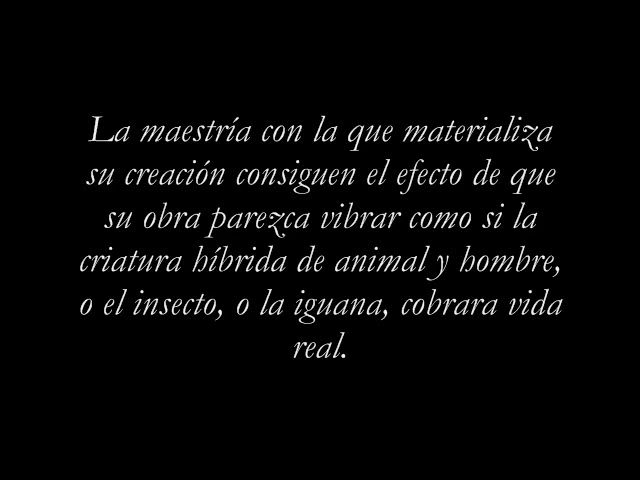 La maestría con la que materializa
su creación consiguen el efecto de que
su obra parezca vibrar como si la
criatura híbrida de animal y hombre,
o el insecto, o la iguana, cobrara vida
real.